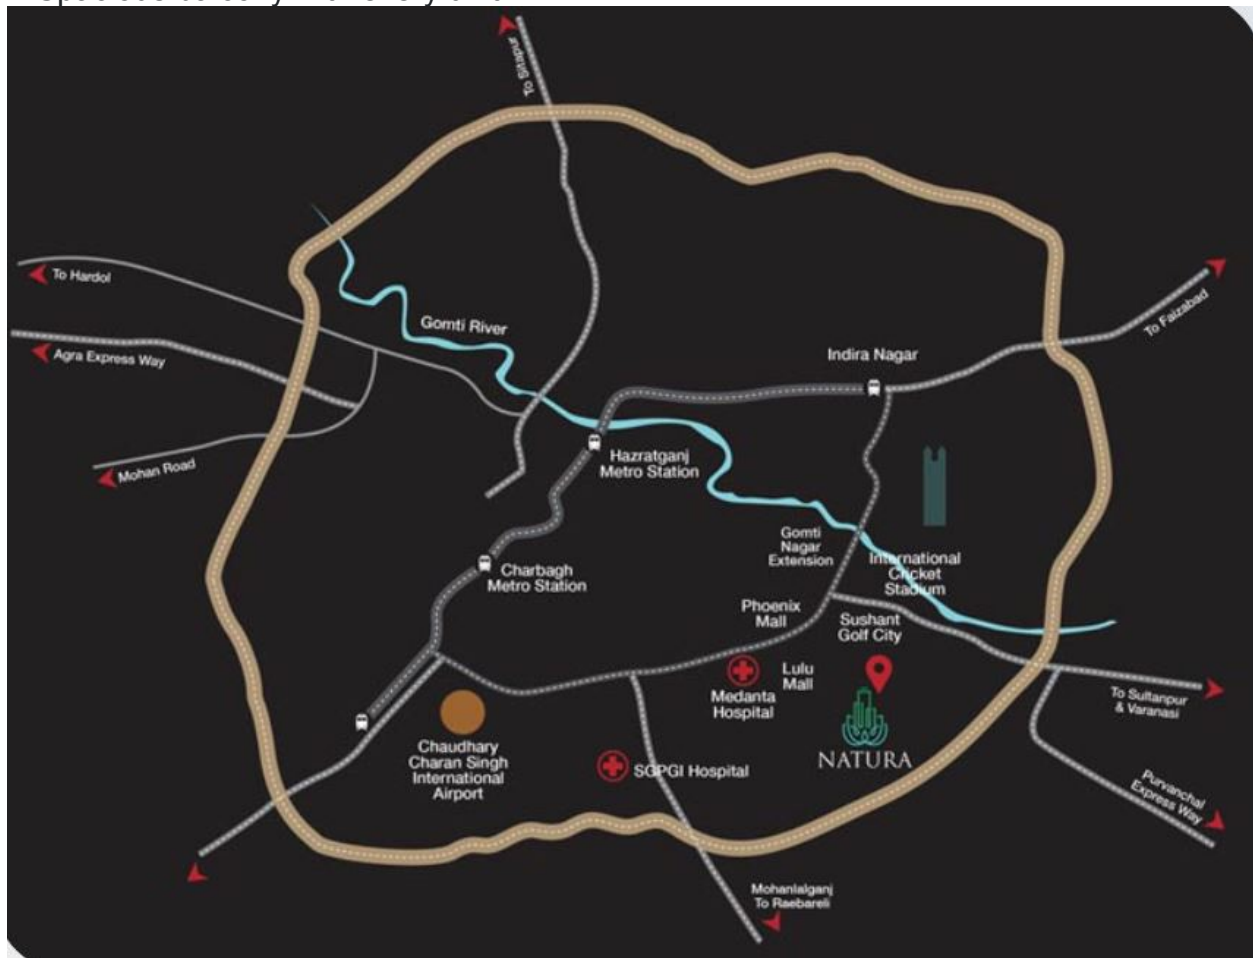 To Sitapur
To Hardol
Gomti River
To Faizabad
Agra Express Way
Indira Nagar
Mohan Road
Hazratganj
Metro Station
Gomti
Nagar
Extension
International
Cricket
Stadium
Charbagh
Metro Station
Phoenix
Mall
Sushant
Golf City
Lulu
Mall
Medanta
Hospital
To Sultanpur
& Varanasi
NATURA
Chaudhary
Charan Singh
International
Airport
SGPGI Hospital
Purvanchal
Express Way
Mohanlalganj
To Raebareli